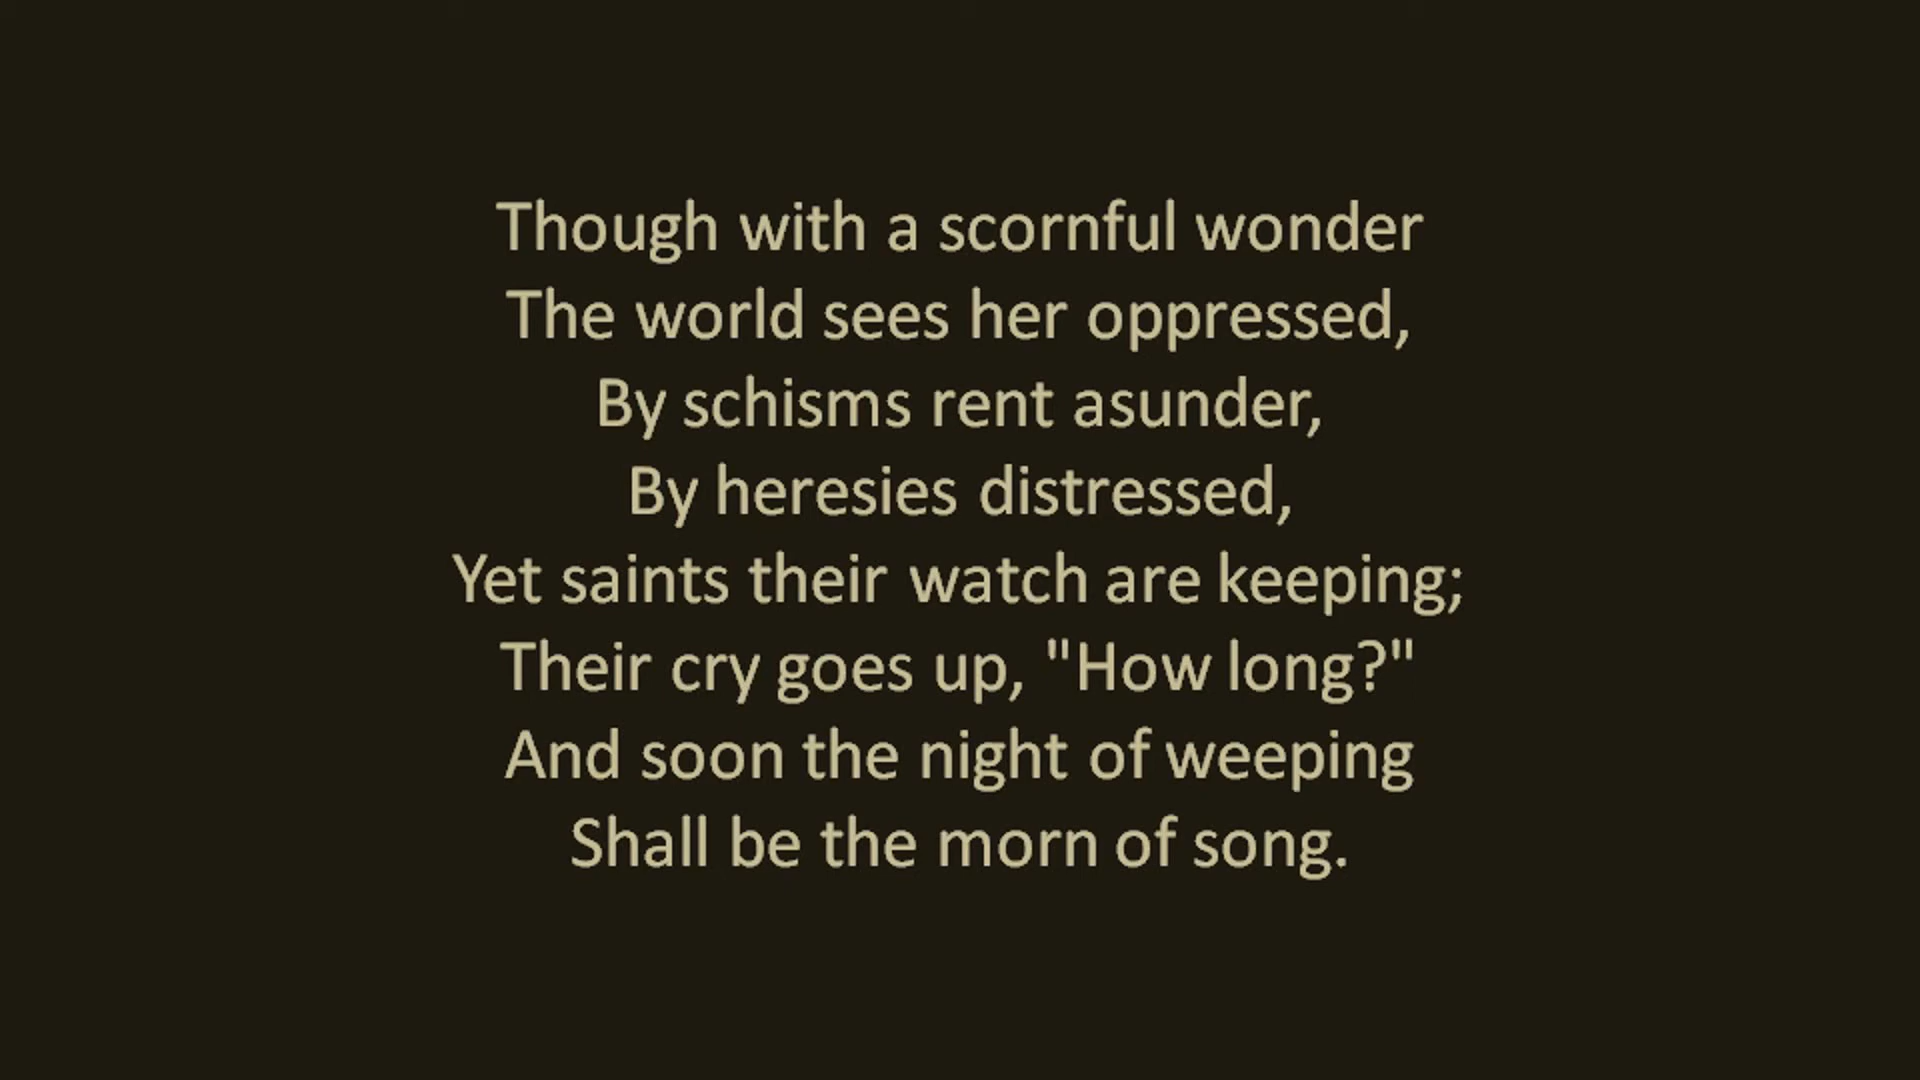 Though with a scornful wonder
The world sees her oppressed,
By schisms rent asunder,
By heresies distressed,
Yet saints their watch are keeping;
Their cry goes up, "How long?"
And soon the night of weeping
Shall be the morn of song.